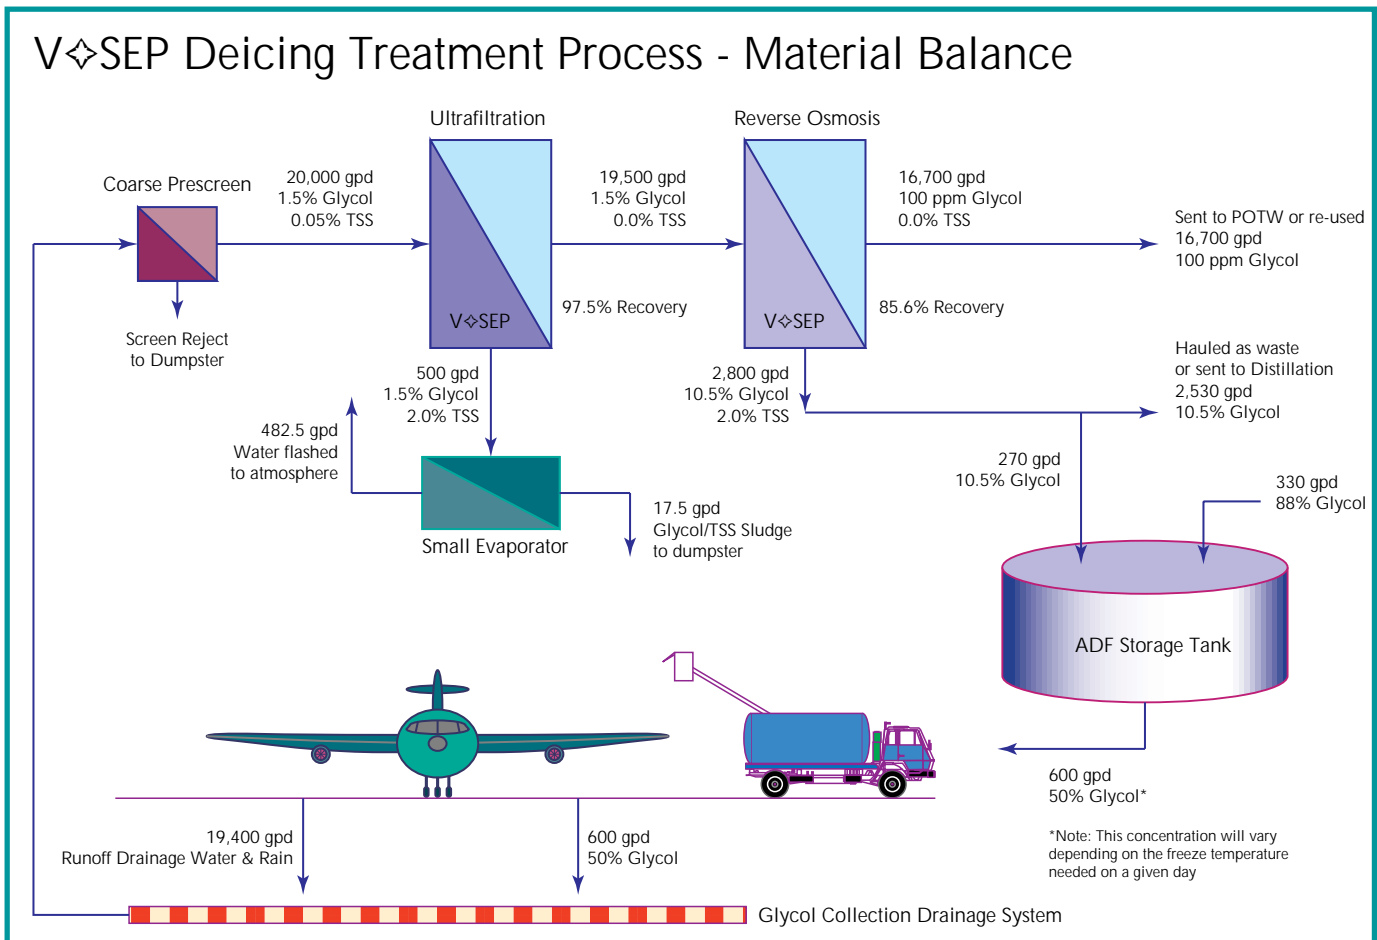 V✧SEP Deicing Treatment Process - Material Balance
Ultrafiltration
Reverse Osmosis
Coarse Prescreen
20,000 gpd
1.5% Glycol
0.05% TSS
19,500 gpd
1.5% Glycol
0.0% TSS
16,700 gpd
100 ppm Glycol
0.0% TSS
Sent to POTW or re-used
16,700 gpd
100 ppm Glycol
97.5% Recovery
85.6% Recovery
V✧SEP
V✧SEP
Screen Reject
to Dumpster
500 gpd
1.5% Glycol
2.0% TSS
2,800 gpd
10.5% Glycol
2.0% TSS
Hauled as waste
or sent to Distillation
2,530 gpd
10.5% Glycol
482.5 gpd
Water flashed
to atmosphere
270 gpd
10.5% Glycol
330 gpd
88% Glycol
17.5 gpd
Glycol/TSS Sludge
to dumpster
Small Evaporator
ADF Storage Tank
600 gpd
50% Glycol*
*Note: This concentration will vary
depending on the freeze temperature
needed on a given day
19,400 gpd
Runoff Drainage Water & Rain
600 gpd
50% Glycol
Glycol Collection Drainage System